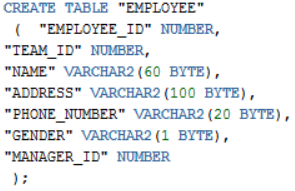 CREATE TABLE "EMPLOYEE"
( "EMPLOYEE_ID" NUMBER,
"TEAM_ID" NUMBER,
"NAME" VARCHAR2(60 BYTE),
"ADDRESS" VARCHAR2(100 BYTE),
"PHONE_NUMBER" VARCHAR2(20 BYTE),
"GENDER" VARCHAR2(1 BYTE),
"MANAGER_ID" NUMBER
);